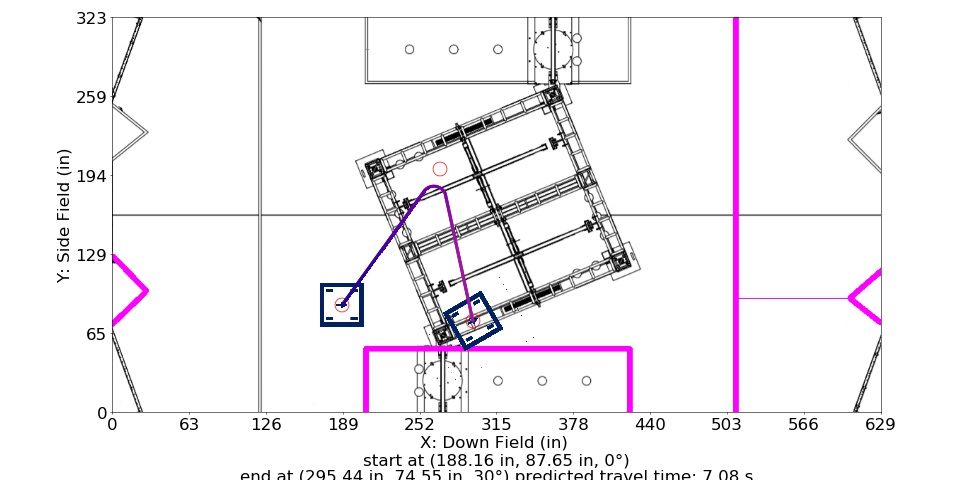 323
259
194
129
65
0
Y: Side Field (in)
0 63 126 189 252 315 378 440 503 566 629
X: Down Field (in)
start at (188.16 in, 87.65 in, 0°)
end at (295.44 in, 74.55 in, 30°) predicted travel time: 7.08 s